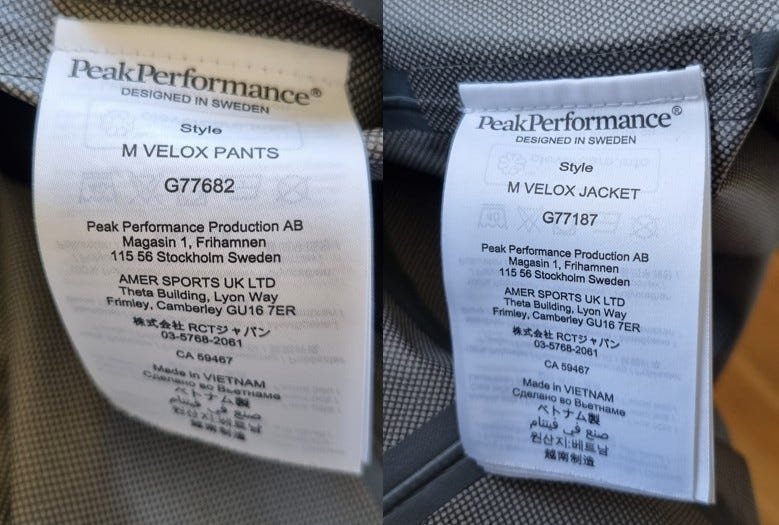 PeakPerformance®
DESIGNED IN SWEDEN
Style
M VELOX PANTS
G77682
Peak Performance Production AB
Magasin 1, Frihamnen
115 56 Stockholm Sweden
AMER SPORTS UK LTD
Theta Building, Lyon Way
Frimley, Camberley GU16 7ER
株式会社 RCTジャパン
03-5768-2061
CA 59467
Made in VIETNAM
Сделано во Вьетнаме
ベトナム製
صنع في فيتنام
원산지:베트남
越南制造
PeakPerformance®
DESIGNED IN SWEDEN
Style
M VELOX JACKET
G77187
Peak Performance Production AB
Magasin 1, Frihamnen
115 56 Stockholm Sweden
AMER SPORTS UK LTD
Theta Building, Lyon Way
Frimley, Camberley GU16 7ER
株式会社 RCTジャパン
03-5768-2061
CA 59467
Made in VIETNAM
Сделано во Вьетнаме
ベトナム製
صنع في فيتنام
원산지:베트남
越南制造